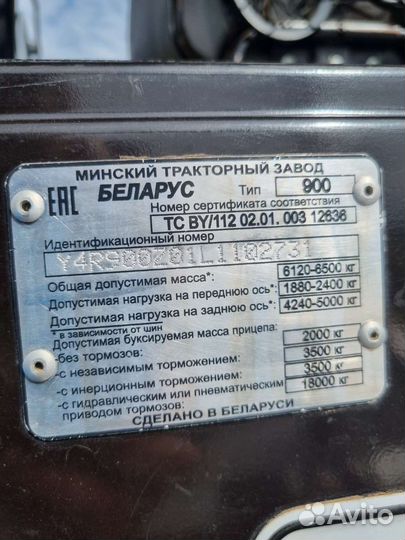 МИНСКИЙ ТРАКТОРНЫЙ ЗАВОД
EAC БЕЛАРУС Тип 900
Номер сертификата соответствия
ТС BY/112 02.01. 003 12636
Идентификационный номер
Y4R900Z01L1102731
Общая допустимая масса*: 6120-6500 кг
Допустимая нагрузка на переднюю ось*: 1880-2400 кг
Допустимая нагрузка на заднюю ось*: 4240-5000 кг
* в зависимости от шин
Допустимая буксируемая масса прицепа:
-без тормозов: 2000 кг
-с независимым торможением: 3500 кг
-с инерционным торможением: 3500 кг
-с гидравлическим или пневматическим 18000 кг
приводом тормозов:
СДЕЛАНО В БЕЛАРУСИ
Avito